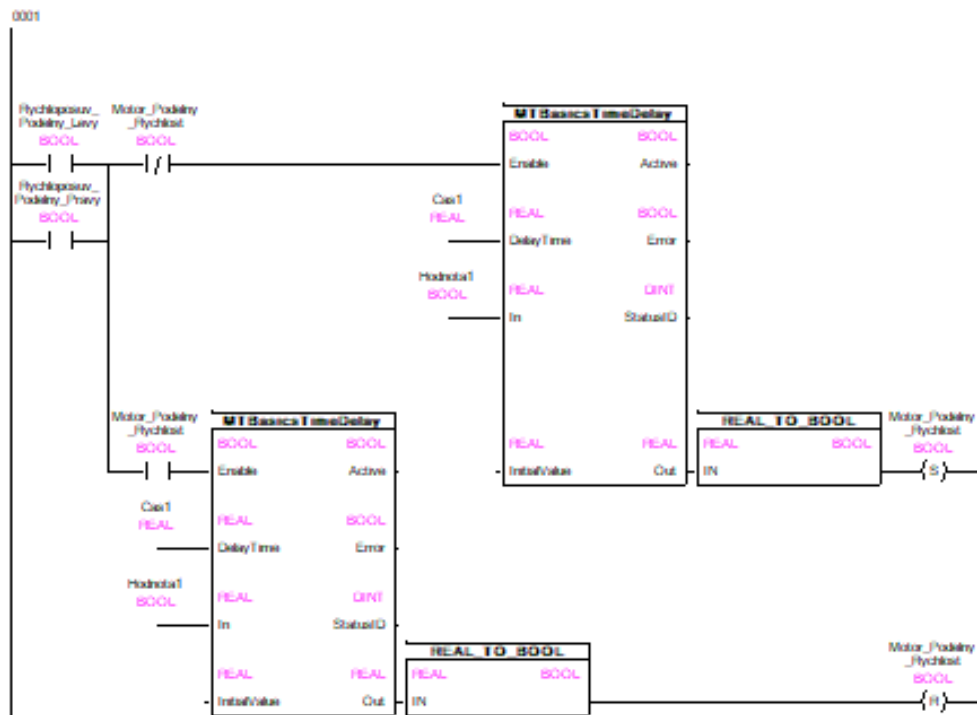 0001
Rychloposuv_
Podelny_Levy
BOOL
Motor_Podelny
_Rychlost
BOOL
Rychloposuv_
Podelny_Pravy
BOOL
MTBasicsTimeDelay
BOOL BOOL
Enable Active
Cas1
REAL
REAL BOOL
DelayTime Error
Hodnota1
BOOL
REAL DINT
In StatusID
REAL REAL
InitialValue Out
REAL_TO_BOOL
REAL BOOL
IN
Motor_Podelny
_Rychlost
BOOL
S
Motor_Podelny
_Rychlost
BOOL
MTBasicsTimeDelay
BOOL BOOL
Enable Active
Cas1
REAL
REAL BOOL
DelayTime Error
Hodnota1
BOOL
REAL DINT
In StatusID
REAL REAL
InitialValue Out
REAL_TO_BOOL
REAL BOOL
IN
Motor_Podelny
_Rychlost
BOOL
R